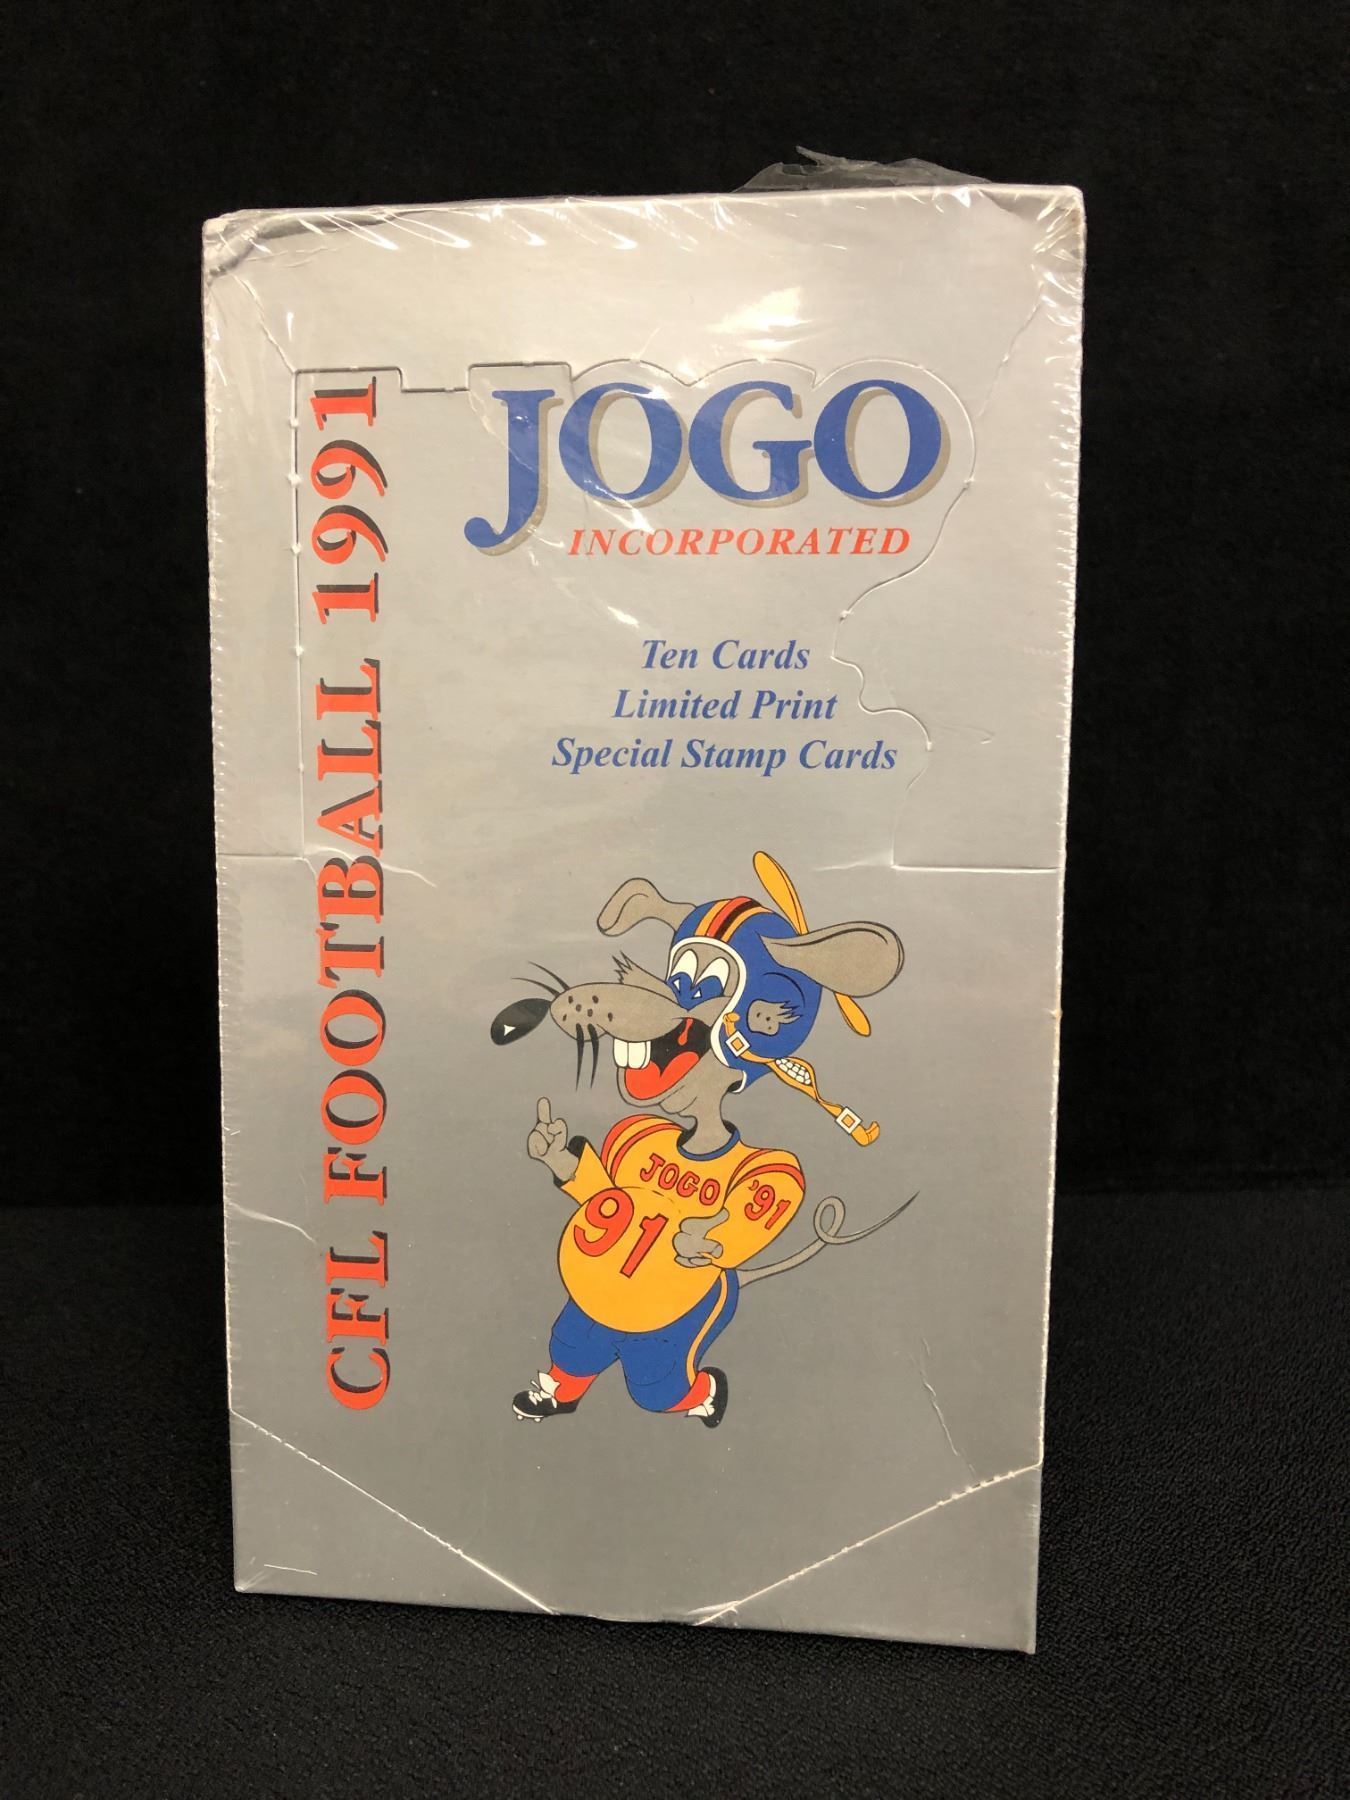 JOGO
INCORPORATED
CFL FOOTBALL 1991
Ten Cards
Limited Print
Special Stamp Cards
JOGO '91
91